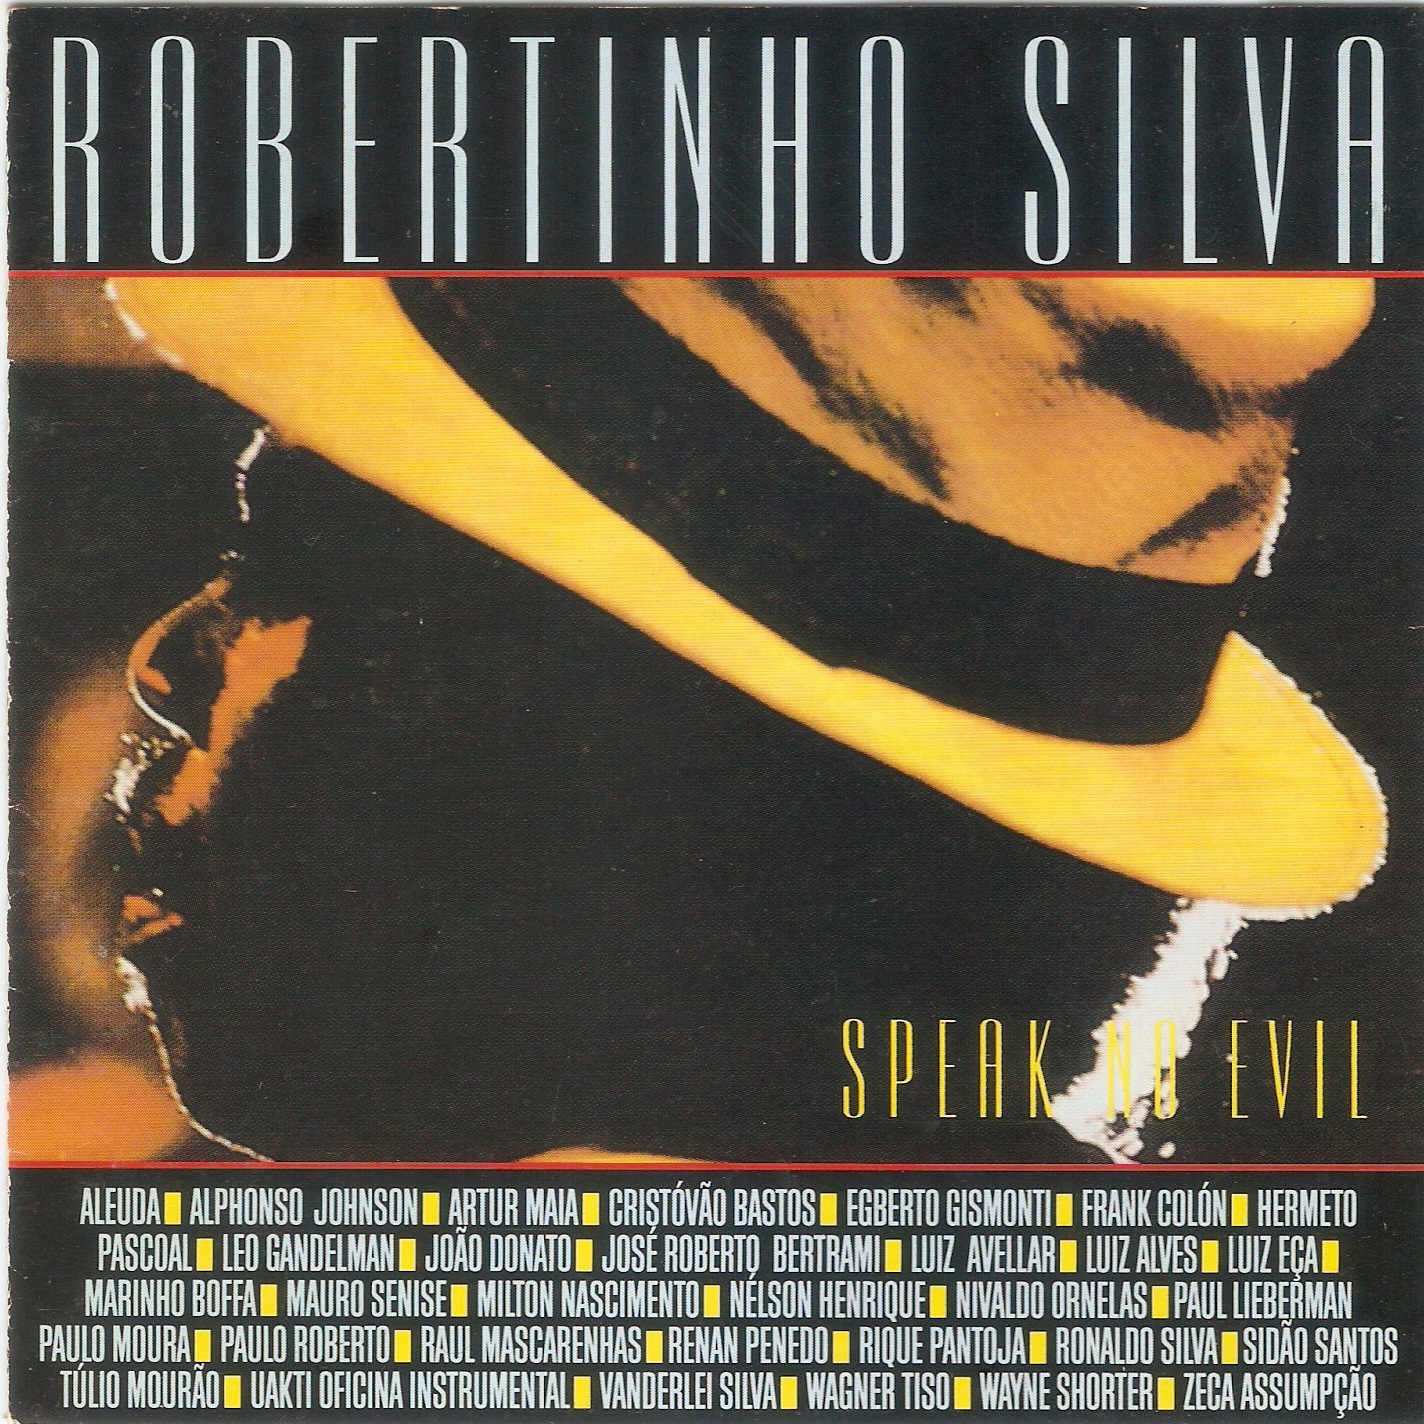 ROBERTINHO SILVA
SPEAK NO EVIL
ALEUDA ■ ALPHONSO JOHNSON ■ ARTUR MAIA ■ CRISTÓVÃO BASTOS ■ EGBERTO GISMONTI ■ FRANK COLÓN ■ HERMETO
PASCOAL ■ LEO GANDELMAN ■ JOÃO DONATO ■ JOSÉ ROBERTO BERTRAMI ■ LUIZ AVELLAR ■ LUIZ ALVES ■ LUIZ EÇA ■
MARINHO BOFFA ■ MAURO SENISE ■ MILTON NASCIMENTO ■ NÉLSON HENRIQUE ■ NIVALDO ORNELAS ■ PAUL LIEBERMAN
PAULO MOURA ■ PAULO ROBERTO ■ RAUL MASCARENHAS ■ RENAN PENEDO ■ RIQUE PANTOJA ■ RONALDO SILVA ■ SIDÃO SANTOS
TÚLIO MOURÃO ■ UAKTI OFICINA INSTRUMENTAL ■ VANDERLEI SILVA ■ WAGNER TISO ■ WAYNE SHORTER ■ ZECA ASSUMPÇÃO